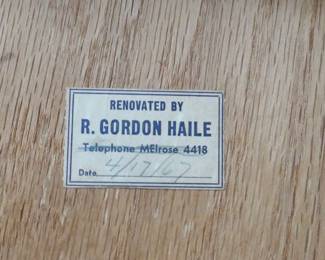 RENOVATED BY
R. GORDON HAILE
Telephone MElrose 4418
Date 4/17/67